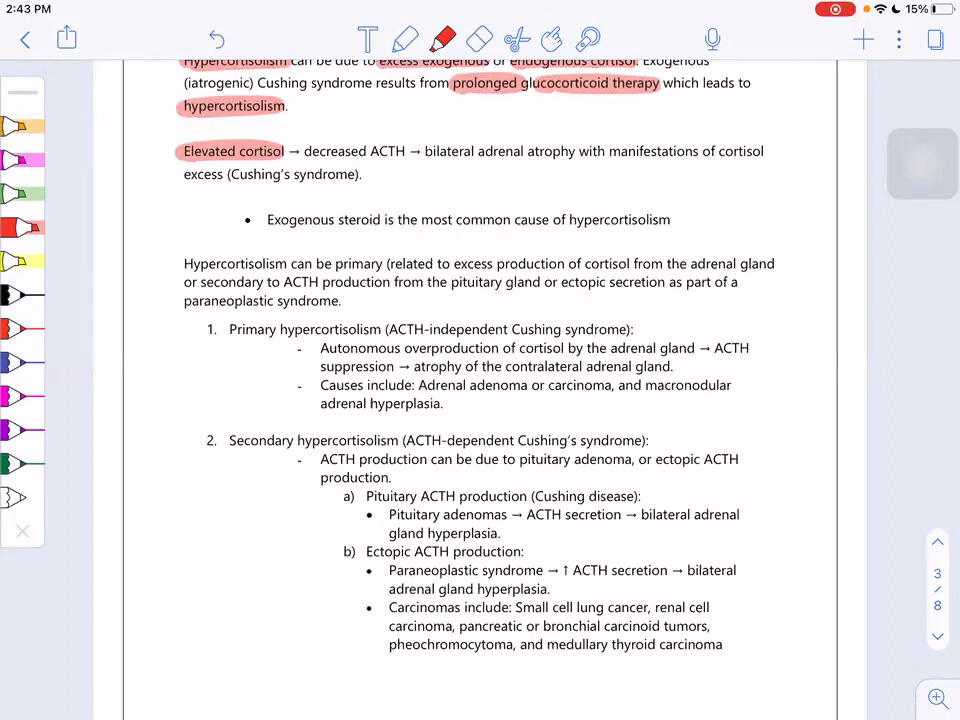 2:43 PM
15%
Hypercortisolism can be due to excess exogenous or endogenous cortisol. Exogenous
(iatrogenic) Cushing syndrome results from prolonged glucocorticoid therapy which leads to
hypercortisolism.
Elevated cortisol → decreased ACTH → bilateral adrenal atrophy with manifestations of cortisol
excess (Cushing's syndrome).
• Exogenous steroid is the most common cause of hypercortisolism
Hypercortisolism can be primary (related to excess production of cortisol from the adrenal gland
or secondary to ACTH production from the pituitary gland or ectopic secretion as part of a
paraneoplastic syndrome.
1. Primary hypercortisolism (ACTH-independent Cushing syndrome):
- Autonomous overproduction of cortisol by the adrenal gland → ACTH
suppression → atrophy of the contralateral adrenal gland.
- Causes include: Adrenal adenoma or carcinoma, and macronodular
adrenal hyperplasia.
2. Secondary hypercortisolism (ACTH-dependent Cushing's syndrome):
- ACTH production can be due to pituitary adenoma, or ectopic ACTH
production.
a) Pituitary ACTH production (Cushing disease):
• Pituitary adenomas → ACTH secretion → bilateral adrenal
gland hyperplasia.
b) Ectopic ACTH production:
• Paraneoplastic syndrome → ↑ ACTH secretion → bilateral
adrenal gland hyperplasia.
• Carcinomas include: Small cell lung cancer, renal cell
carcinoma, pancreatic or bronchial carcinoid tumors,
pheochromocytoma, and medullary thyroid carcinoma
3
/
8